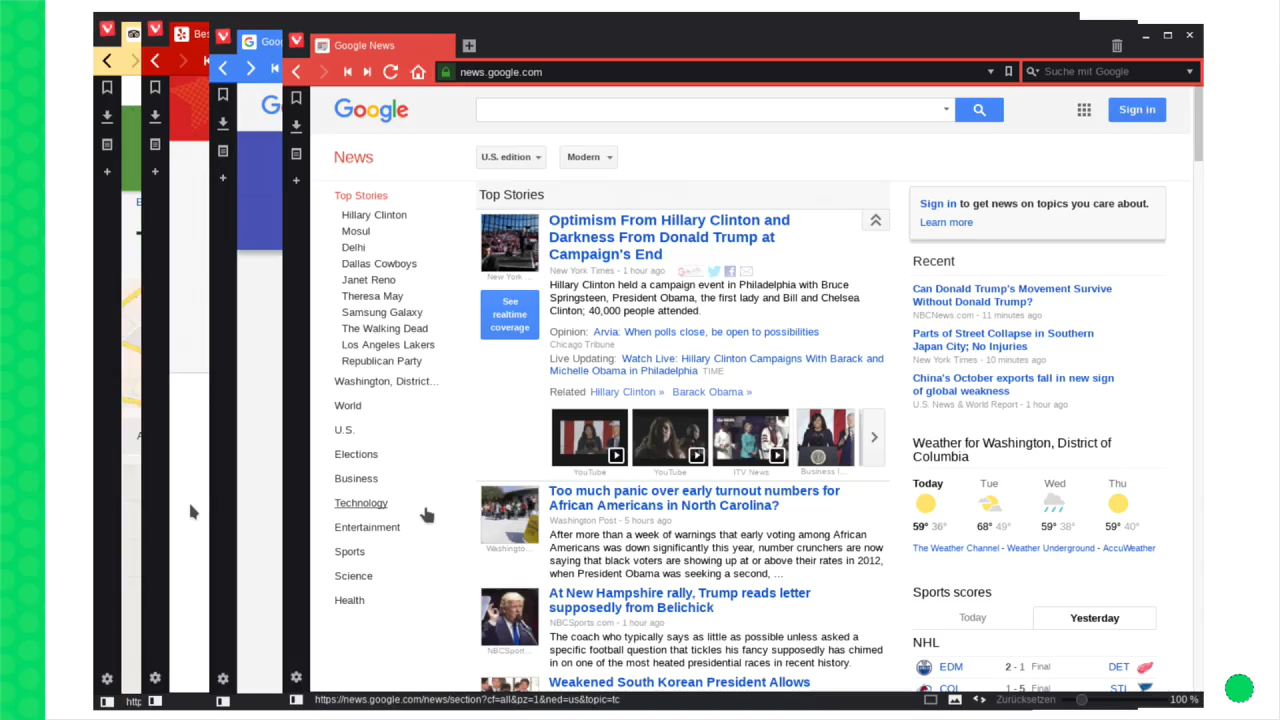 Bes
Goo
Google News
news.google.com
Suche mit Google
Google
Sign in
News
U.S. edition
Modern
Top Stories
Hillary Clinton
Mosul
Delhi
Dallas Cowboys
Janet Reno
Theresa May
Samsung Galaxy
The Walking Dead
Los Angeles Lakers
Republican Party
Washington, District...
World
U.S.
Elections
Business
Technology
Entertainment
Sports
Science
Health
Top Stories
Optimism From Hillary Clinton and
Darkness From Donald Trump at
Campaign's End
New York Times - 1 hour ago
New York ...
Hillary Clinton held a campaign event in Philadelphia with Bruce
Springsteen, President Obama, the first lady and Bill and Chelsea
Clinton; 40,000 people attended.
See
realtime
coverage
Opinion: Arvia: When polls close, be open to possibilities
Chicago Tribune
Live Updating: Watch Live: Hillary Clinton Campaigns With Barack and
Michelle Obama in Philadelphia TIME
Related Hillary Clinton » Barack Obama »
YouTube
YouTube
ITV News
Business I...
Too much panic over early turnout numbers for
African Americans in North Carolina?
Washington Post - 5 hours ago
Washingto...
After more than a week of warnings that early voting among African
Americans was down significantly this year, number crunchers are now
saying that black voters are showing up at or above their rates in 2012,
when President Obama was seeking a second, ...
At New Hampshire rally, Trump reads letter
supposedly from Belichick
NBCSports.com - 1 hour ago
NBCSport...
The coach who typically says as little as possible unless asked a
specific football question that tickles his fancy supposedly has chimed
in on one of the most heated presidential races in recent history.
Weakened South Korean President Allows
Sign in to get news on topics you care about.
Learn more
Recent
Can Donald Trump's Movement Survive
Without Donald Trump?
NBCNews.com - 11 minutes ago
Parts of Street Collapse in Southern
Japan City; No Injuries
New York Times - 10 minutes ago
China's October exports fall in new sign
of global weakness
U.S. News & World Report - 1 hour ago
Weather for Washington, District of
Columbia
Today Tue Wed Thu
59° 36° 68° 49° 59° 38° 59° 40°
The Weather Channel - Weather Underground - AccuWeather
Sports scores
Today Yesterday
NHL
EDM 2 - 1 Final DET
COL 1 - 5 Final STL
http
https://news.google.com/news/section?cf=all&pz=1&ned=us&topic=tc
Zurücksetzen
100 %